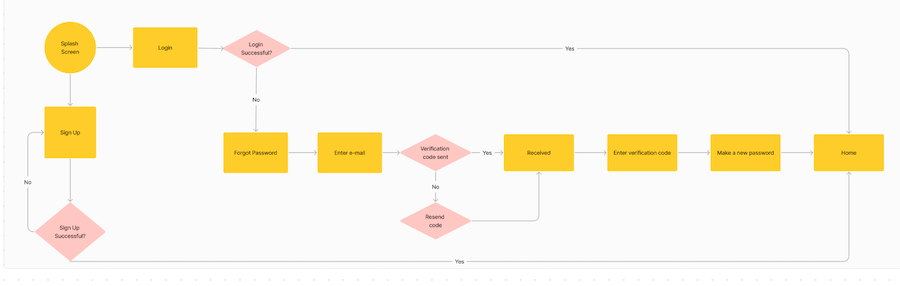 Splash
Screen
Login
Login
Successful?
Yes
No
Sign Up
Forgot Password
Enter e-mail
Verification
code sent
Yes
Received
Enter verification code
Make a new password
Home
No
No
Resend
code
Sign Up
Successful?
Yes